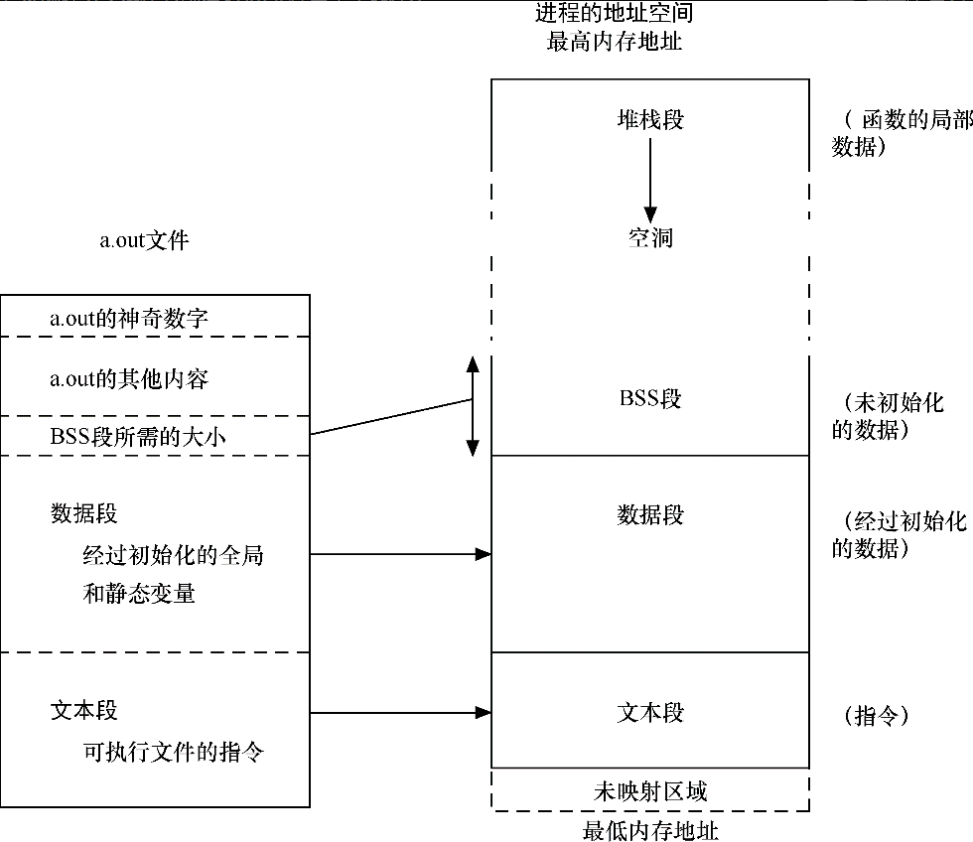 进程的地址空间
最高内存地址
堆栈段
（ 函数的局部
数据）
空洞
a.out文件
a.out的神奇数字
a.out的其他内容
BSS段所需的大小
数据段
经过初始化的全局
和静态变量
文本段
可执行文件的指令
BSS段
（未初始化
的数据）
数据段
（经过初始化
的数据）
文本段
（指令）
未映射区域
最低内存地址